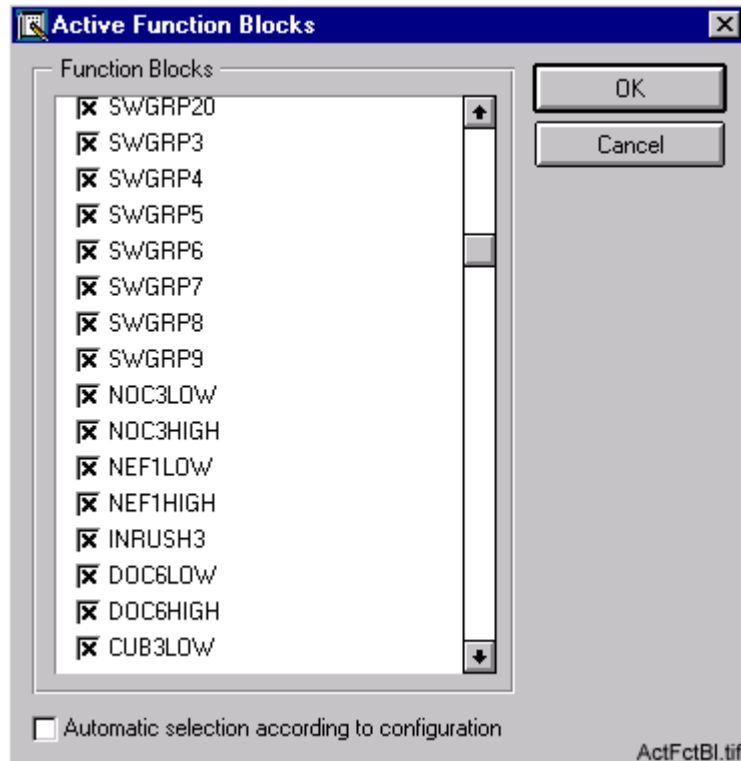 Active Function Blocks
Function Blocks
SWGRP20
SWGRP3
SWGRP4
SWGRP5
SWGRP6
SWGRP7
SWGRP8
SWGRP9
NOC3LOW
NOC3HIGH
NEF1LOW
NEF1HIGH
INRUSH3
DOC6LOW
DOC6HIGH
CUB3LOW
OK
Cancel
Automatic selection according to configuration
ActFctBl.tif